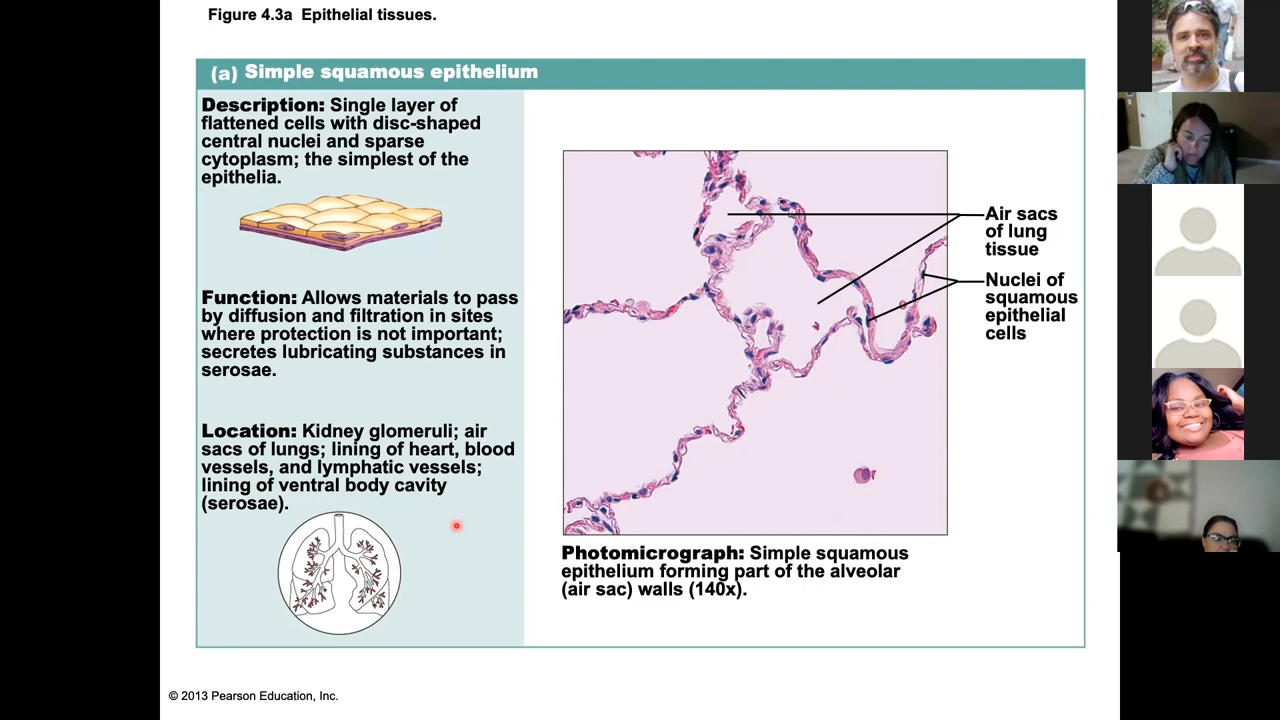 Figure 4.3a Epithelial tissues.
(a) Simple squamous epithelium
Description: Single layer of
flattened cells with disc-shaped
central nuclei and sparse
cytoplasm; the simplest of the
epithelia.
Function: Allows materials to pass
by diffusion and filtration in sites
where protection is not important;
secretes lubricating substances in
serosae.
Location: Kidney glomeruli; air
sacs of lungs; lining of heart, blood
vessels, and lymphatic vessels;
lining of ventral body cavity
(serosae).
Air sacs
of lung
tissue
Nuclei of
squamous
epithelial
cells
Photomicrograph: Simple squamous
epithelium forming part of the alveolar
(air sac) walls (140x).
© 2013 Pearson Education, Inc.